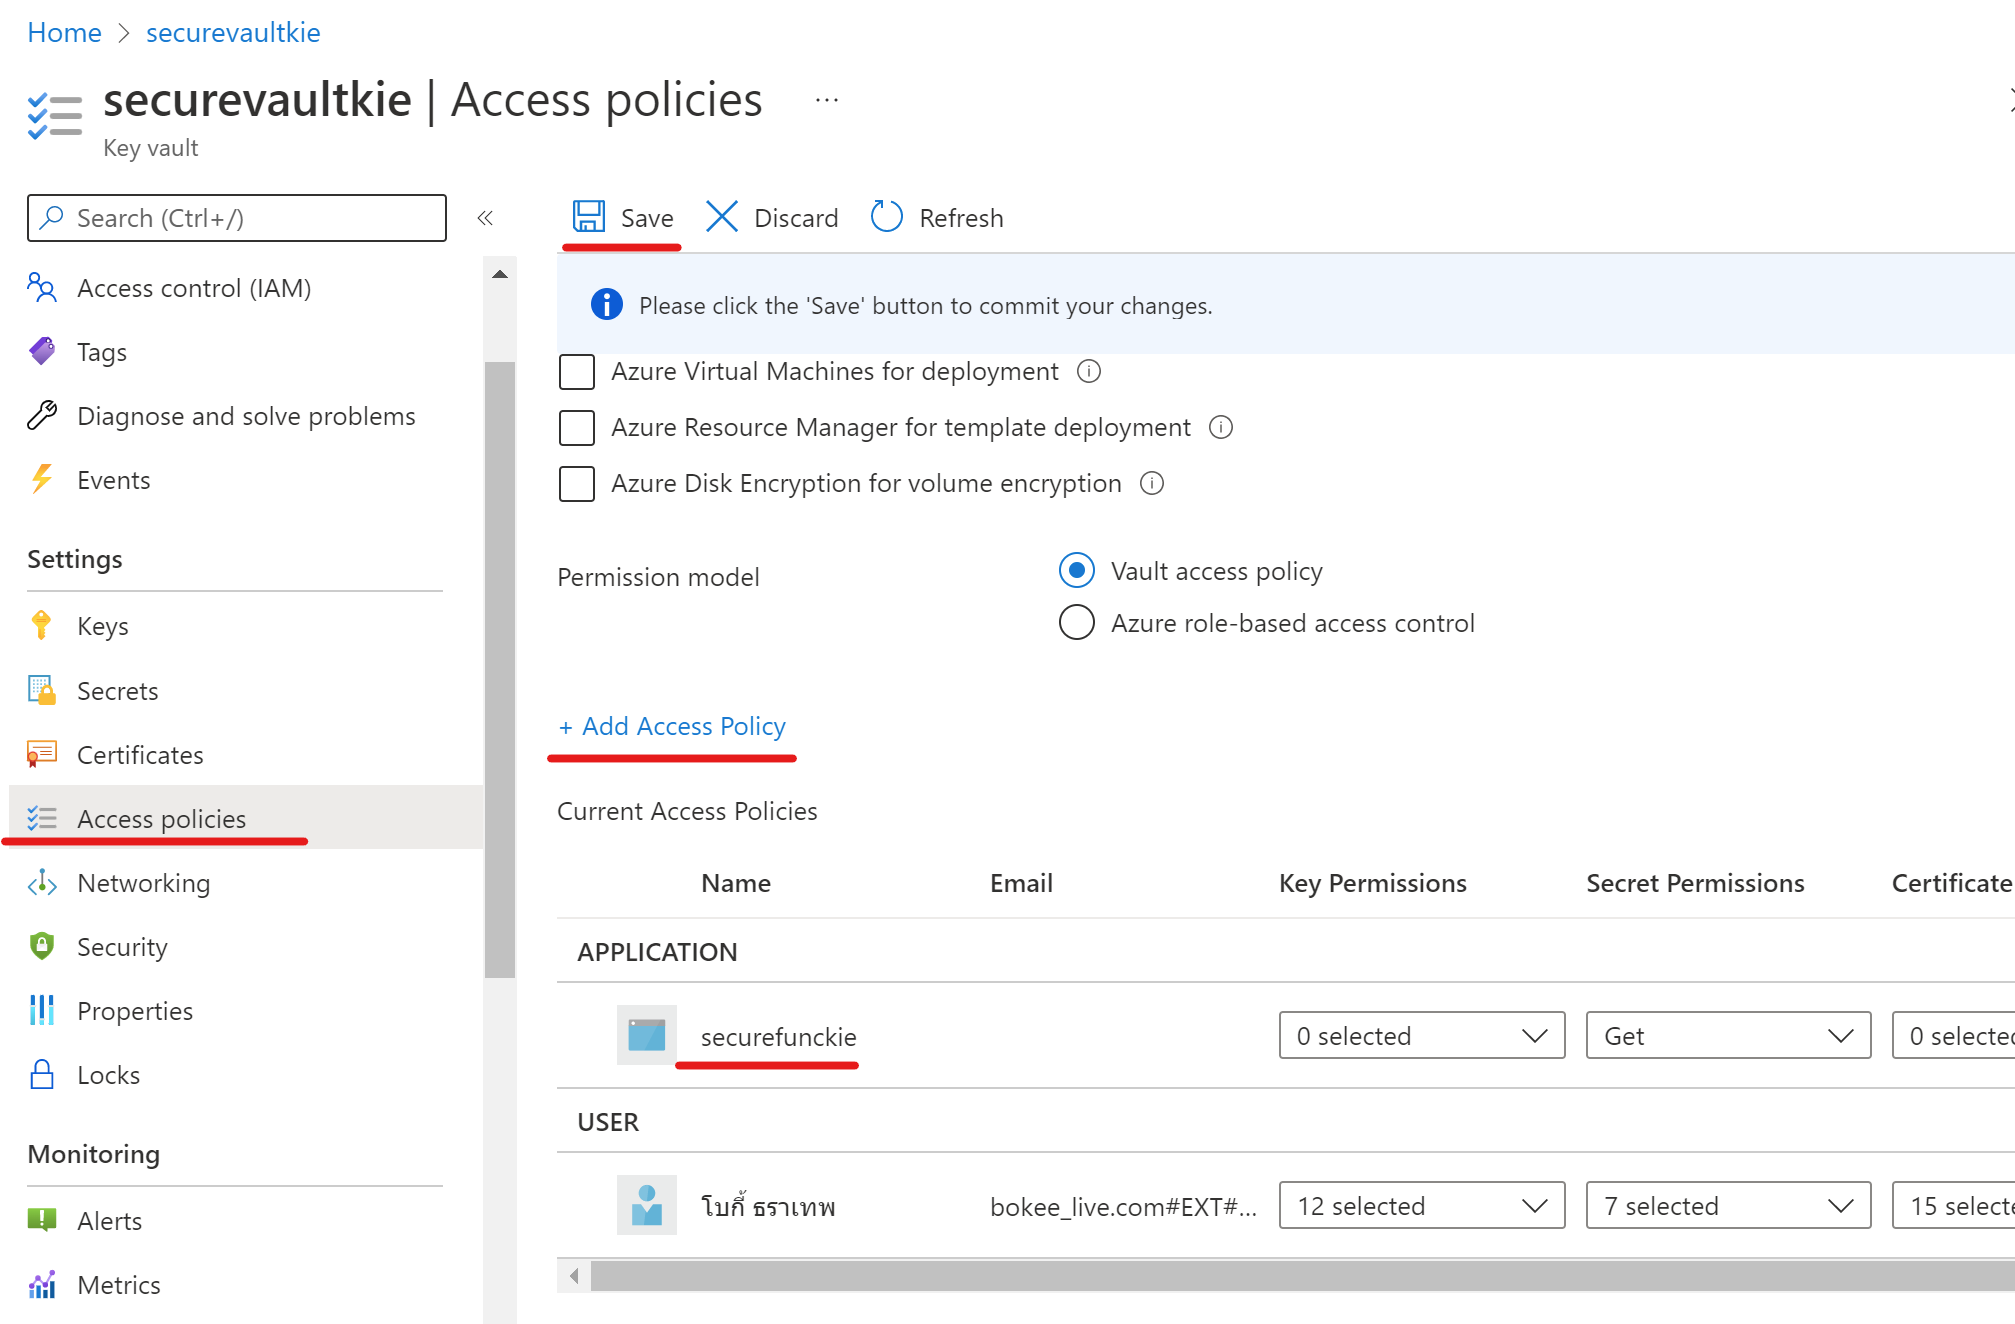 Home > securevaultkie
securevaultkie | Access policies ...
Key vault
Search (Ctrl+/)
«
Access control (IAM)
Tags
Diagnose and solve problems
Events
Settings
Keys
Secrets
Certificates
Access policies
Networking
Security
Properties
Locks
Monitoring
Alerts
Metrics
Save Discard Refresh
Please click the 'Save' button to commit your changes.
Azure Virtual Machines for deployment
Azure Resource Manager for template deployment
Azure Disk Encryption for volume encryption
Permission model
Vault access policy
Azure role-based access control
+ Add Access Policy
Current Access Policies
Name Email Key Permissions Secret Permissions Certificate
APPLICATION
securefunckie 0 selected Get 0 selected
USER
โบกี้ ธราเทพ bokee_live.com#EXT#... 12 selected 7 selected 15 selecte